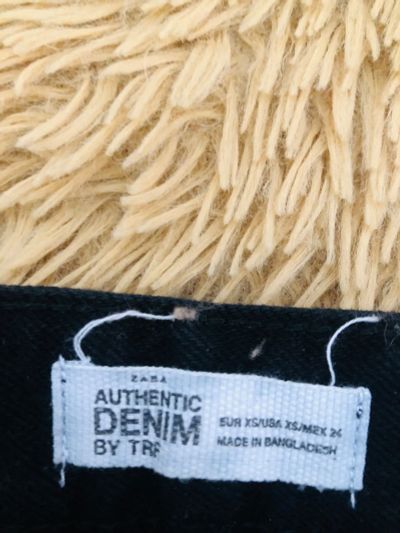 ZARA
AUTHENTIC
DENIM
BY TRF
EUR XS/USA XS/MEX 24
MADE IN BANGLADESH